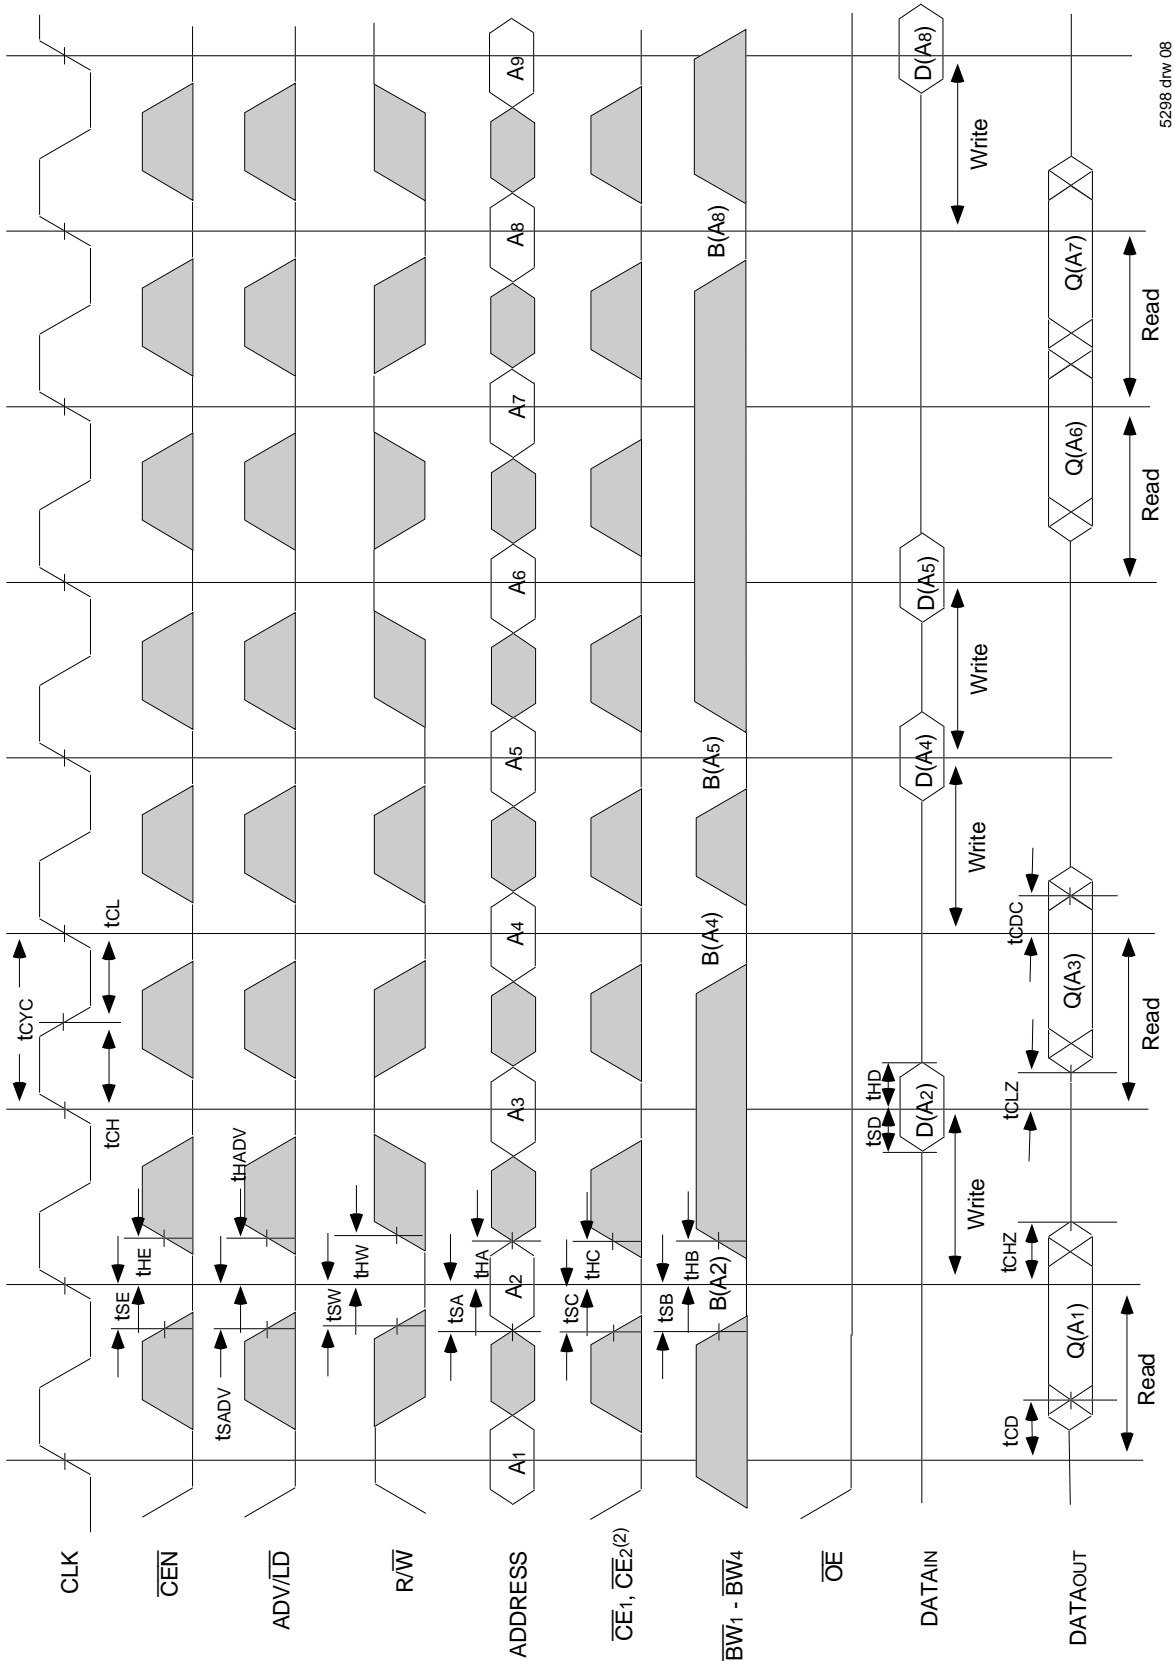 CLK
tCYC
tCH
tCL
CEN
tSE
tHE
ADV/LD
tSADV
tHADV
R/W
tSW
tHW
ADDRESS
A1
A2
A3
A4
A5
A6
A7
A8
A9
tSA
tHA
CE1, CE2(2)
tSC
tHC
BW1 - BW4
tSB
tHB
B(A2)
B(A4)
B(A5)
B(A8)
OE
DATAIN
tSD
tHD
D(A2)
D(A4)
D(A5)
D(A8)
Write
Write
Write
Write
DATAOUT
tCD
tCHZ
tCLZ
tCDC
Q(A1)
Q(A3)
Q(A6)
Q(A7)
Read
Read
Read
Read
5298 drw 08